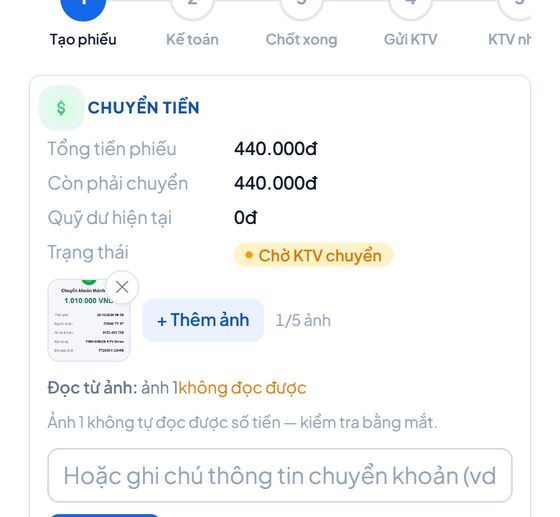 Tạo phiếu Kế toán Chốt xong Gửi KTV KTV nh
$ CHUYỂN TIỀN
Tổng tiền phiếu 440.000đ
Còn phải chuyển 440.000đ
Quỹ dư hiện tại 0đ
Trạng thái Chờ KTV chuyển
Chuyển khoản thành
1.010.000 VND
+ Thêm ảnh 1/5 ảnh
Đọc từ ảnh: ảnh 1không đọc được
Ảnh 1 không tự đọc được số tiền — kiểm tra bằng mắt.
Hoặc ghi chú thông tin chuyển khoản (vd